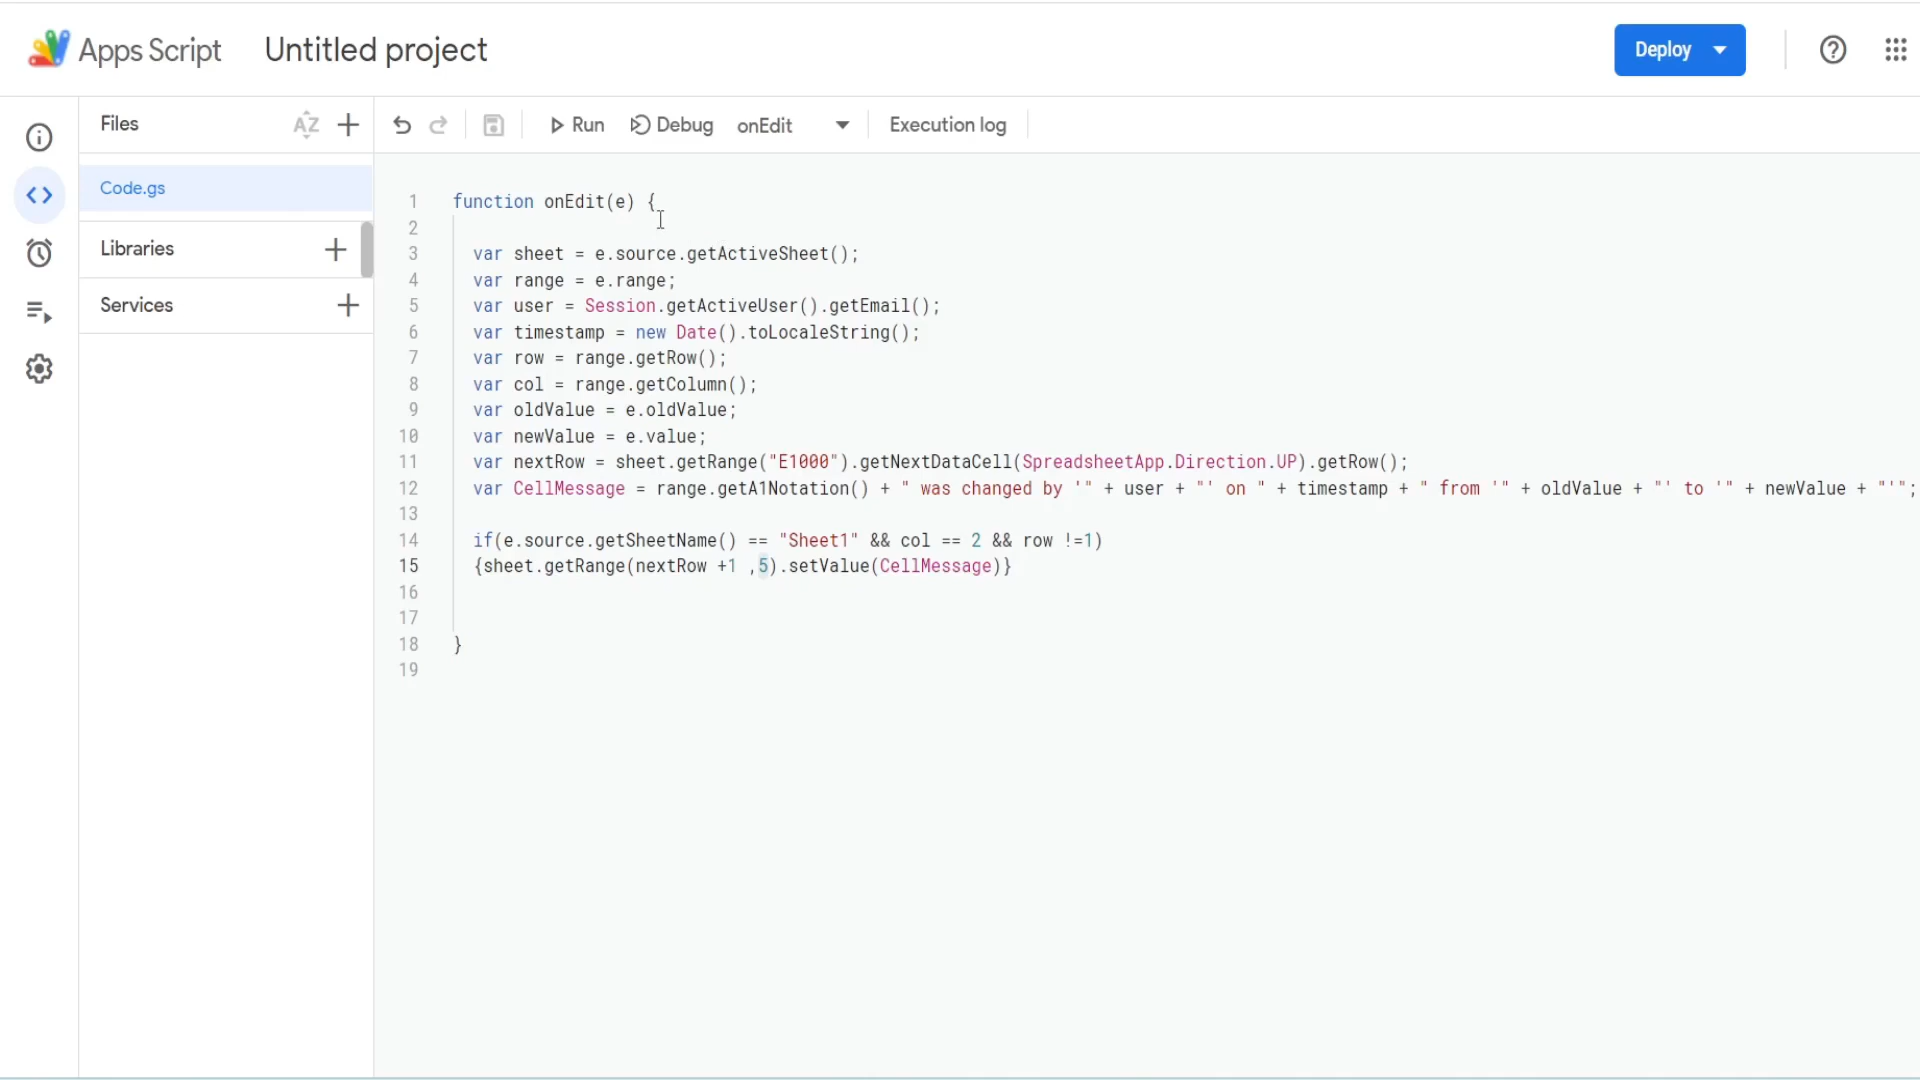 Apps Script Untitled project Deploy
Files AZ Run Debug onEdit Execution log
Code.gs
Libraries
Services
1 function onEdit(e) {
2
3 var sheet = e.source.getActiveSheet();
4 var range = e.range;
5 var user = Session.getActiveUser().getEmail();
6 var timestamp = new Date().toLocaleString();
7 var row = range.getRow();
8 var col = range.getColumn();
9 var oldValue = e.oldValue;
10 var newValue = e.value;
11 var nextRow = sheet.getRange("E1000").getNextDataCell(SpreadsheetApp.Direction.UP).getRow();
12 var CellMessage = range.getA1Notation() + " was changed by '" + user + "' on " + timestamp + " from '" + oldValue + "' to '" + newValue + "'";
13
14 if(e.source.getSheetName() == "Sheet1" && col == 2 && row !=1)
15 {sheet.getRange(nextRow +1 ,5).setValue(CellMessage)}
16
17
18 }
19